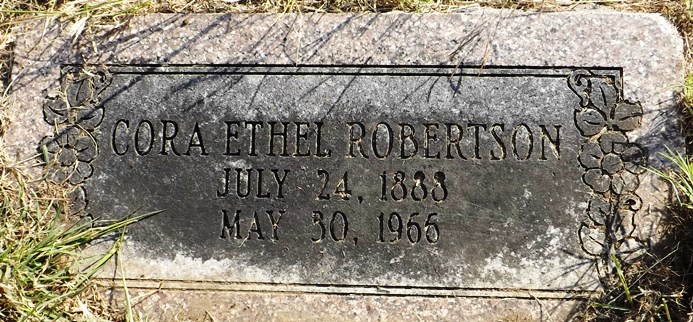 CORA ETHEL ROBERTSON
JULY 24, 1888
MAY 30, 1966